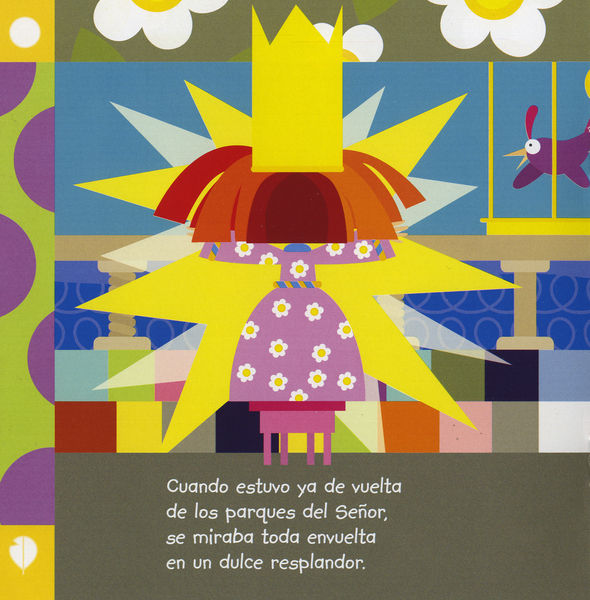 Cuando estuvo ya de vuelta
de los parques del Señor,
se miraba toda envuelta
en un dulce resplandor.